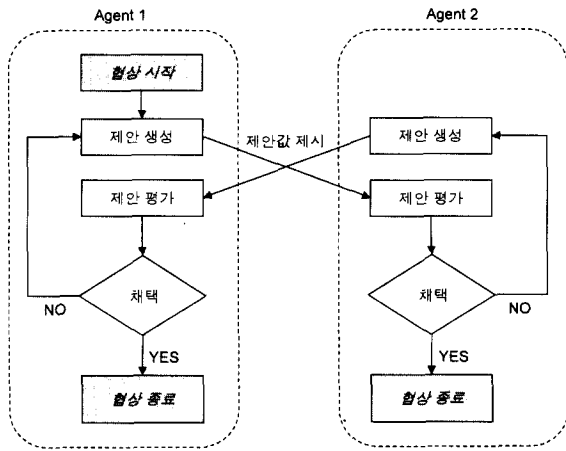 Agent 1
Agent 2
협상 시작
제안 생성
제안값 제시
제안 생성
제안 평가
제안 평가
채택
채택
NO
NO
YES
YES
협상 종료
협상 종료